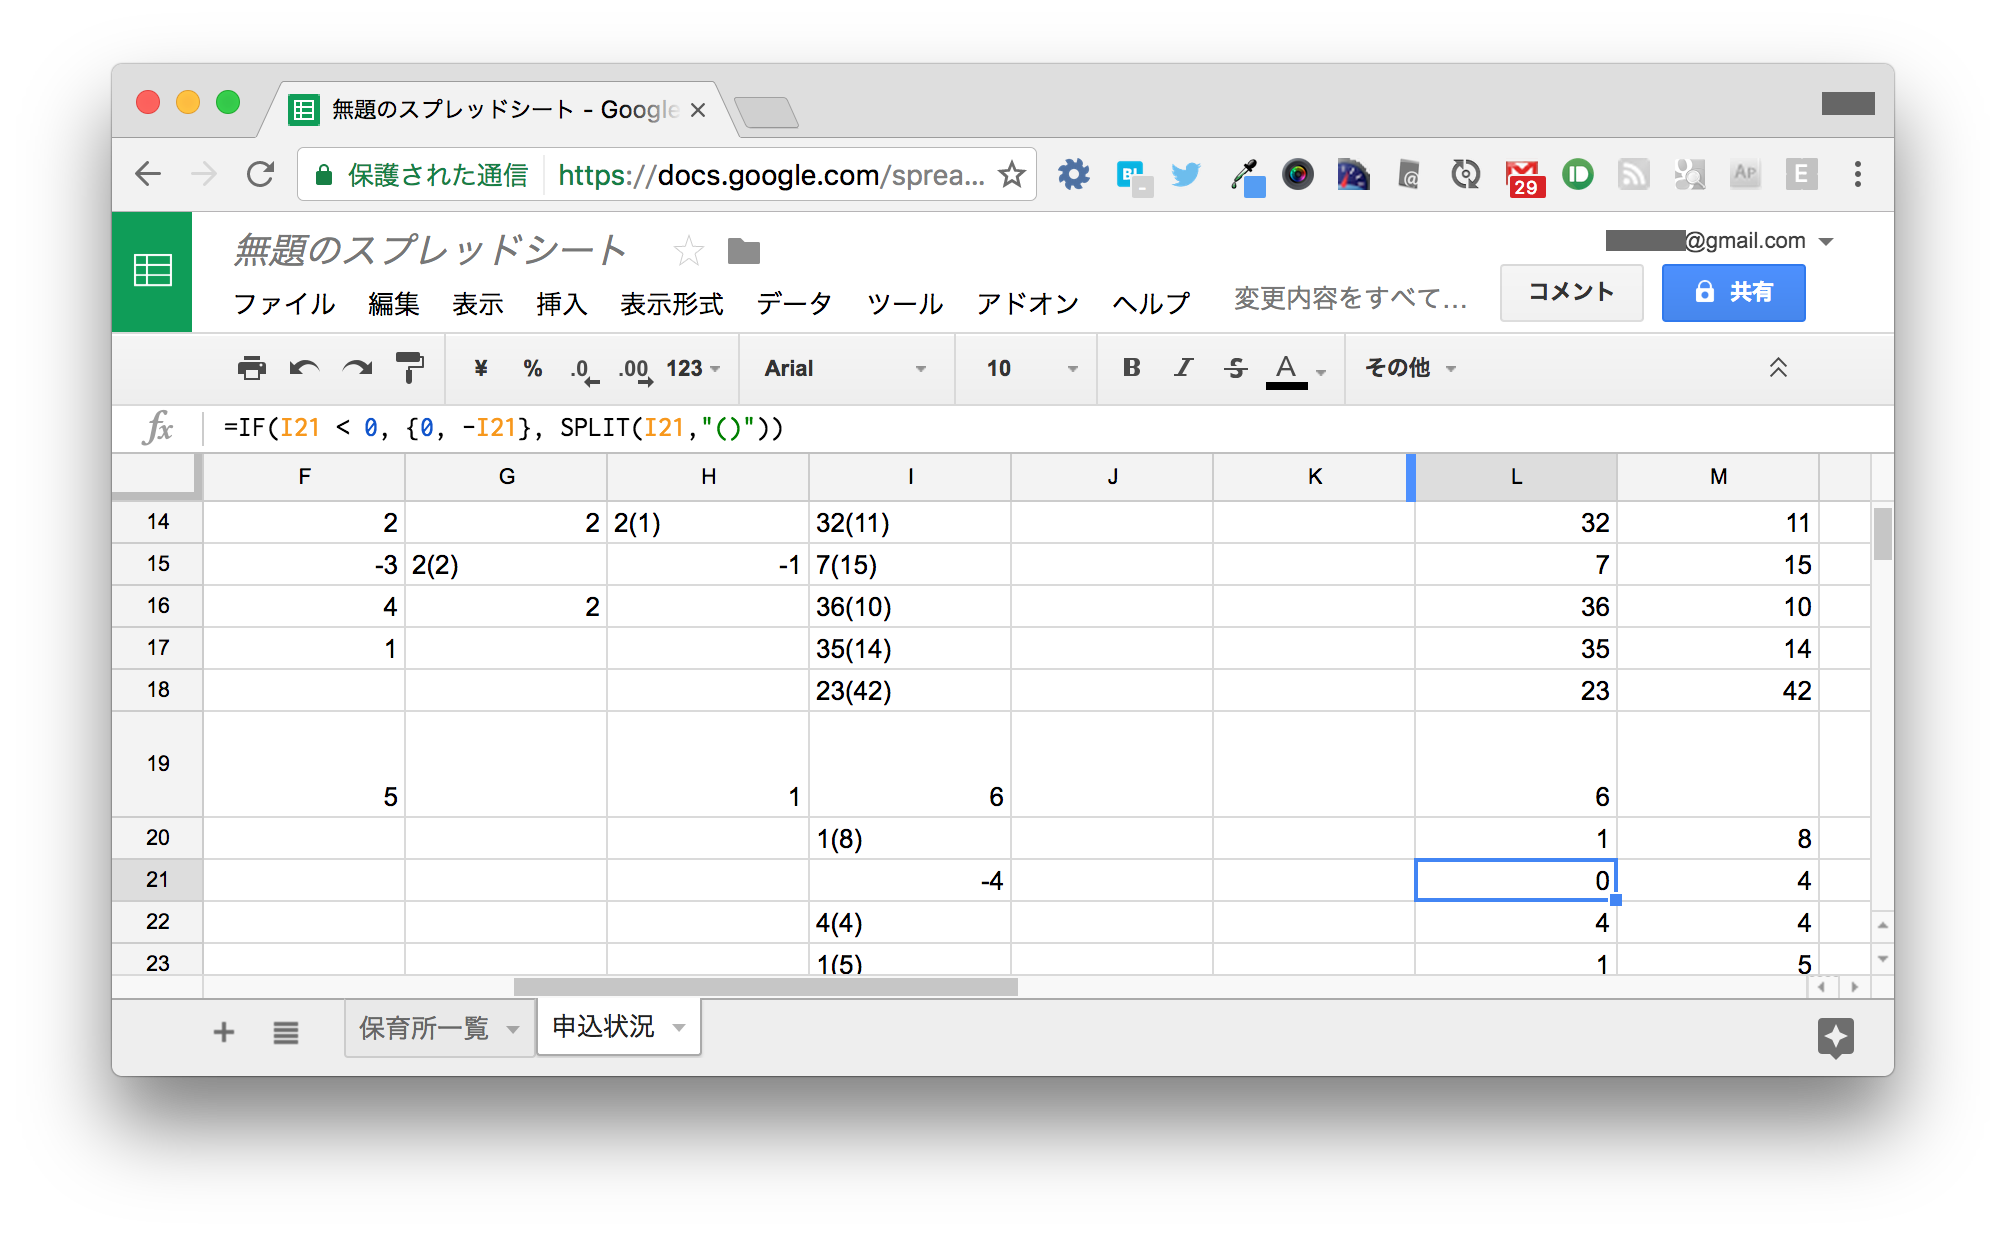 無題のスプレッドシート - Google
保護された通信 https://docs.google.com/sprea...
B! 29 AP E
無題のスプレッドシート
@gmail.com
ファイル 編集 表示 挿入 表示形式 データ ツール アドオン ヘルプ 変更内容をすべて... コメント 共有
¥ % .0 .00 123 Arial 10 B I S A その他
fx =IF(I21 < 0, {0, -I21}, SPLIT(I21,"()"))
F G H I J K L M
14 2 2 2(1) 32(11) 32 11
15 -3 2(2) -1 7(15) 7 15
16 4 2 36(10) 36 10
17 1 35(14) 35 14
18 23(42) 23 42
19 5 1 6 6
20 1(8) 1 8
21 -4 0 4
22 4(4) 4 4
23 1(5) 1 5
保育所一覧 申込状況